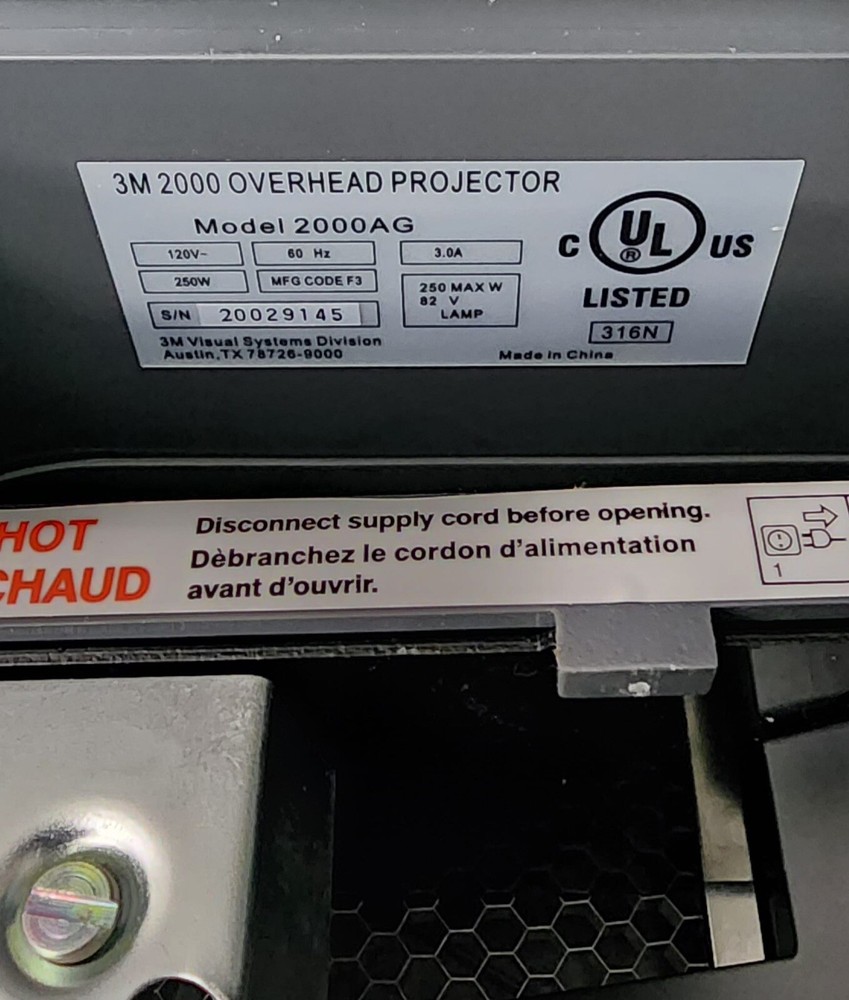 3M 2000 OVERHEAD PROJECTOR
Model 2000AG
120V~ 60 Hz 3.0A
250W MFG CODE F3
250 MAX W
82 V
LAMP
S/N 20029145
3M Visual Systems Division
Austin,TX 78726-9000
Made in China
C UL ® US
LISTED
316N
HOT
CHAUD
Disconnect supply cord before opening.
Dèbranchez le cordon d'alimentation
avant d'ouvrir.
1